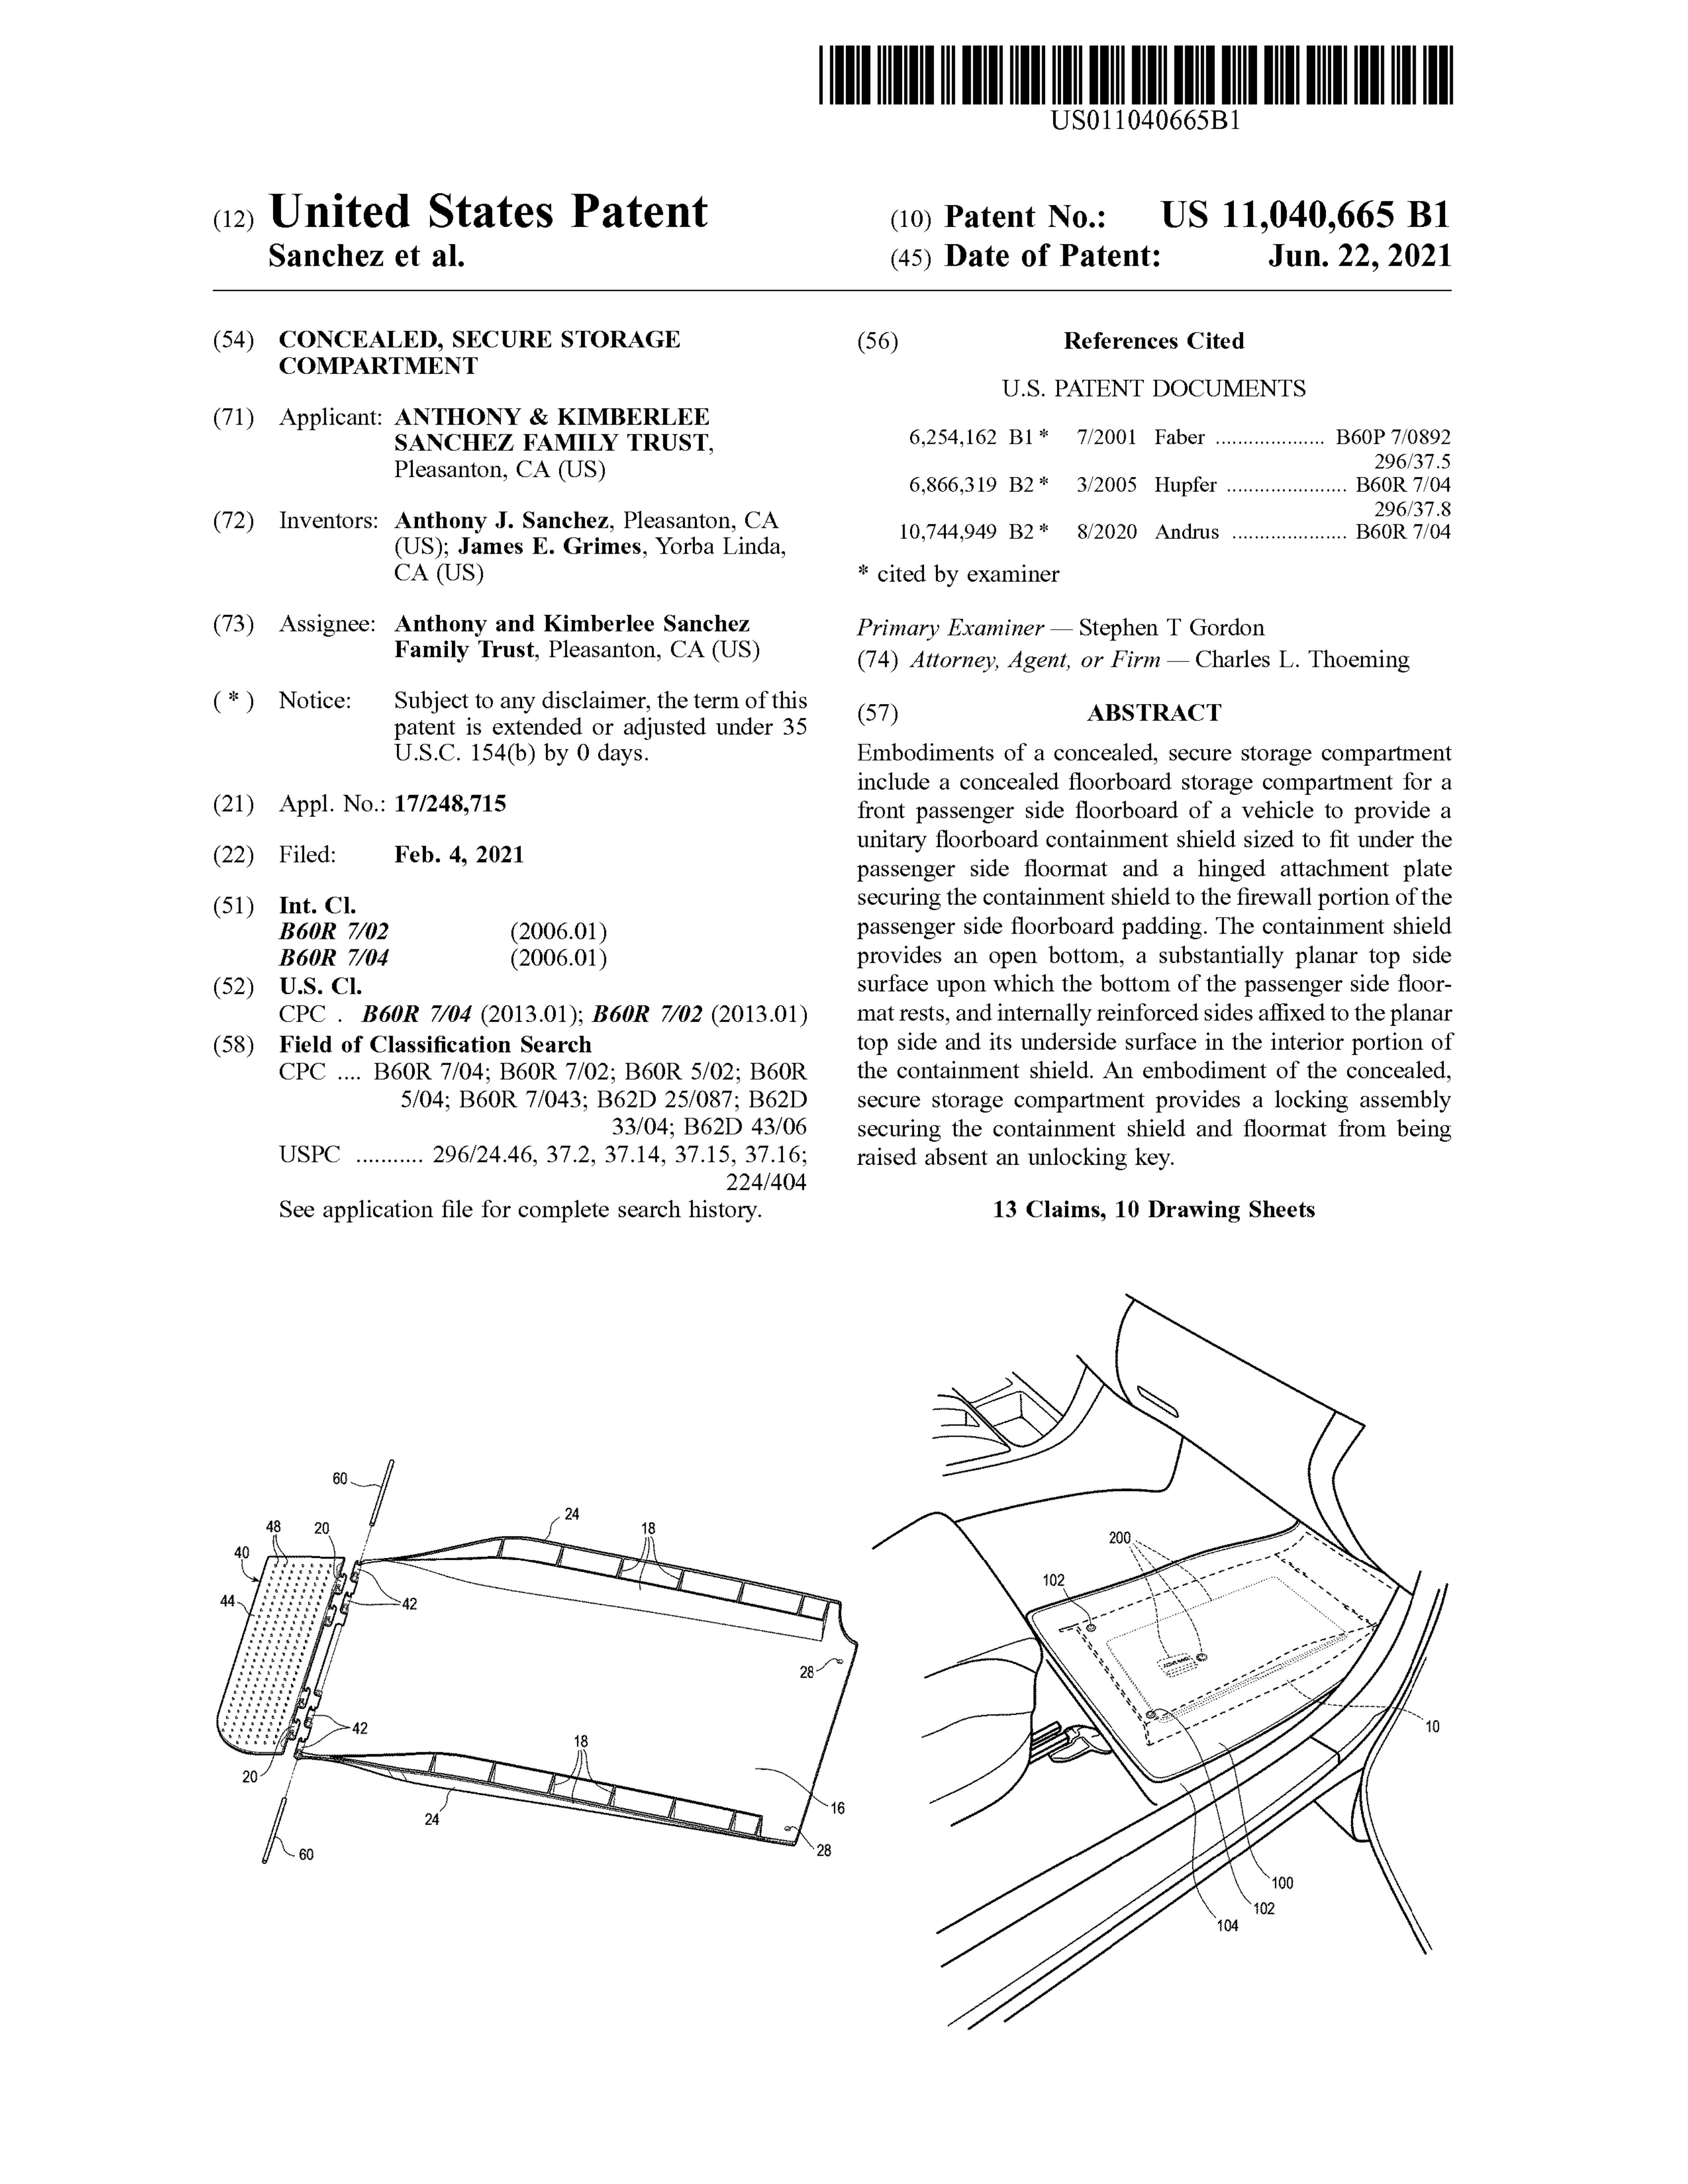 US011040665B1
(12) United States Patent
Sanchez et al.
(10) Patent No.: US 11,040,665 B1
(45) Date of Patent: Jun. 22, 2021
(54) CONCEALED, SECURE STORAGE
COMPARTMENT
(71) Applicant: ANTHONY & KIMBERLEE
SANCHEZ FAMILY TRUST,
Pleasanton, CA (US)
(72) Inventors: Anthony J. Sanchez, Pleasanton, CA
(US); James E. Grimes, Yorba Linda,
CA (US)
(73) Assignee: Anthony and Kimberlee Sanchez
Family Trust, Pleasanton, CA (US)
( * ) Notice: Subject to any disclaimer, the term of this
patent is extended or adjusted under 35
U.S.C. 154(b) by 0 days.
(21) Appl. No.: 17/248,715
(22) Filed: Feb. 4, 2021
(51) Int. Cl.
B60R 7/02 (2006.01)
B60R 7/04 (2006.01)
(52) U.S. Cl.
CPC . B60R 7/04 (2013.01); B60R 7/02 (2013.01)
(58) Field of Classification Search
CPC .... B60R 7/04; B60R 7/02; B60R 5/02; B60R
5/04; B60R 7/043; B62D 25/087; B62D
33/04; B62D 43/06
USPC ........... 296/24.46, 37.2, 37.14, 37.15, 37.16;
224/404
See application file for complete search history.
(56) References Cited
U.S. PATENT DOCUMENTS
6,254,162 B1 * 7/2001 Faber .................... B60P 7/0892
296/37.5
6,866,319 B2 * 3/2005 Hupfer ...................... B60R 7/04
296/37.8
10,744,949 B2 * 8/2020 Andrus ..................... B60R 7/04
* cited by examiner
Primary Examiner — Stephen T Gordon
(74) Attorney, Agent, or Firm — Charles L. Thoeming
(57) ABSTRACT
Embodiments of a concealed, secure storage compartment
include a concealed floorboard storage compartment for a
front passenger side floorboard of a vehicle to provide a
unitary floorboard containment shield sized to fit under the
passenger side floormat and a hinged attachment plate
securing the containment shield to the firewall portion of the
passenger side floorboard padding. The containment shield
provides an open bottom, a substantially planar top side
surface upon which the bottom of the passenger side floor-
mat rests, and internally reinforced sides affixed to the planar
top side and its underside surface in the interior portion of
the containment shield. An embodiment of the concealed,
secure storage compartment provides a locking assembly
securing the containment shield and floormat from being
raised absent an unlocking key.
13 Claims, 10 Drawing Sheets
60
24
48
20
18
40
44
42
28
42
18
20
16
24
28
60
200
102
10
100
102
104